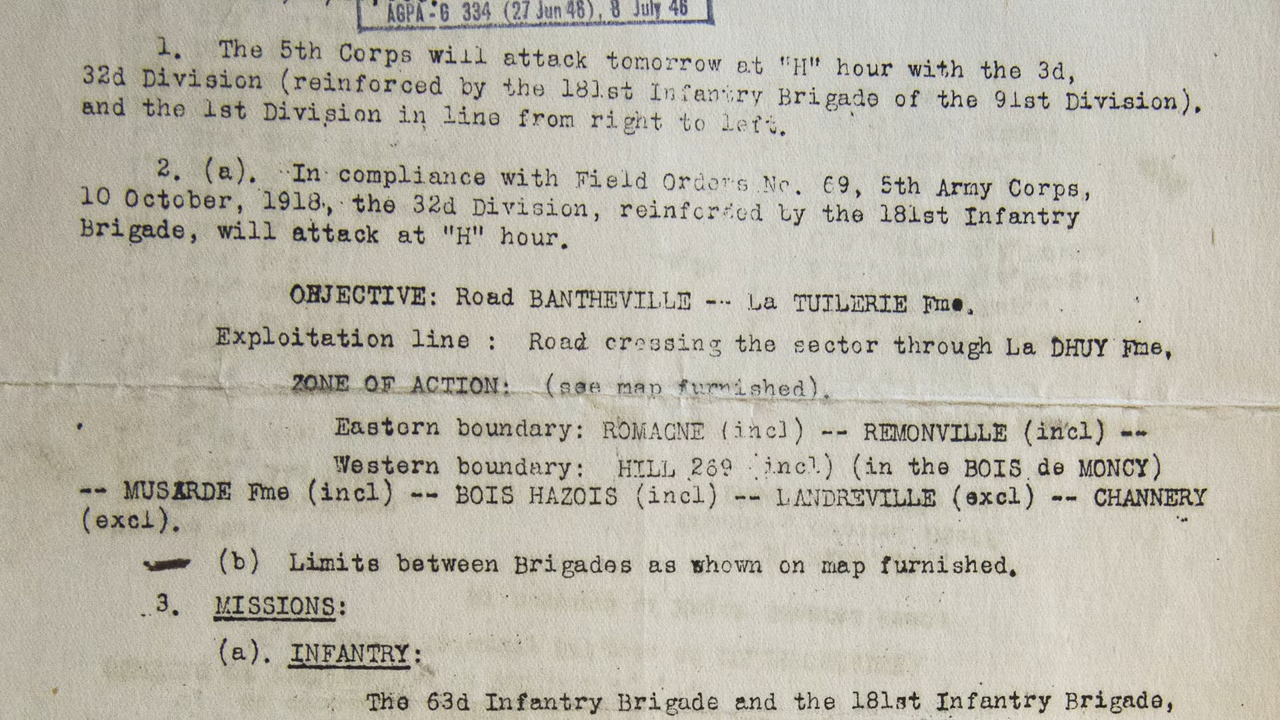 AGPA-G 334 (27 Jun 46), 8 July 46
1. The 5th Corps will attack tomorrow at "H" hour with the 3d,
32d Division (reinforced by the 181st Infantry Brigade of the 91st Division),
and the 1st Division in line from right to left.
2. (a). In compliance with Field Orders No. 69, 5th Army Corps,
10 October, 1918, the 32d Division, reinforced by the 181st Infantry
Brigade, will attack at "H" hour.
OBJECTIVE: Road BANTHEVILLE -- La TUILERIE Fme.
Exploitation line : Road crossing the sector through La DHUY Fme,
ZONE OF ACTION: (see map furnished).
Eastern boundary: ROMAGNE (incl) -- REMONVILLE (incl) --
Western boundary: HILL 269 (incl) (in the BOIS de MONCY)
-- MUSARDE Fme (incl) -- BOIS HAZOIS (incl) -- LANDREVILLE (excl) -- CHANNERY
(excl).
(b) Limits between Brigades as shown on map furnished.
3. MISSIONS:
(a). INFANTRY:
The 63d Infantry Brigade and the 181st Infantry Brigade,